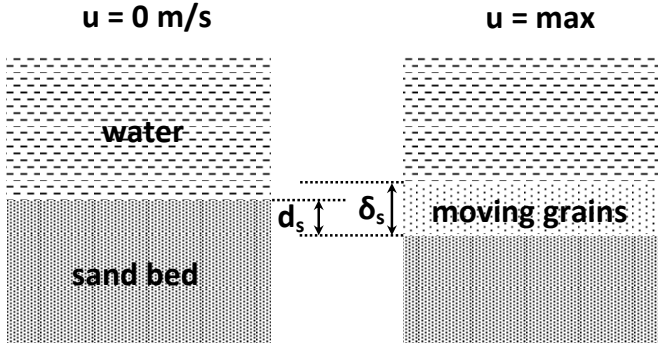 u = 0 m/s
u = max
water
dₛ
δₛ
moving grains
sand bed